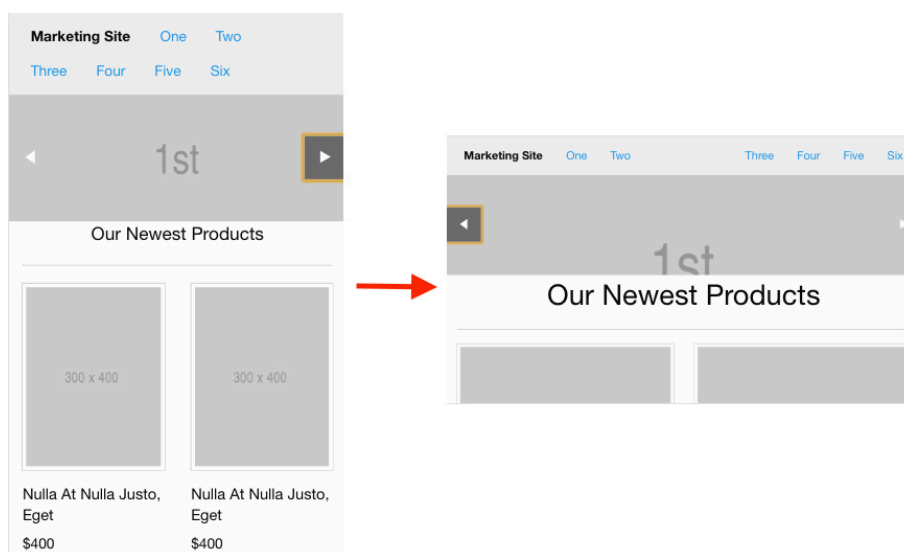 Marketing Site One Two
Three Four Five Six
1st
Our Newest Products
300 x 400 300 x 400
Nulla At Nulla Justo, Nulla At Nulla Justo,
Eget Eget
$400 $400
Marketing Site One Two Three Four Five Six
1st
Our Newest Products